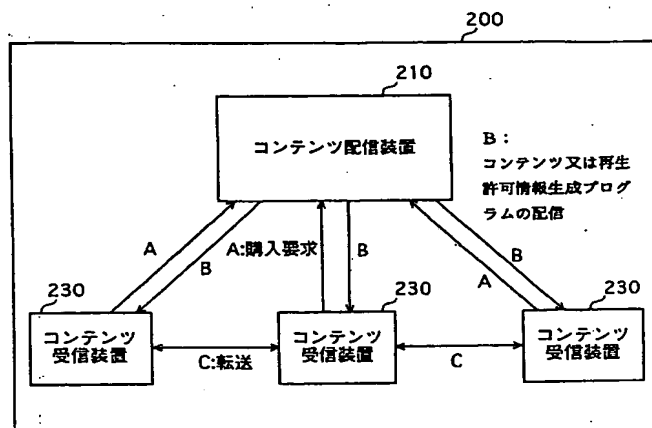 200
210
コンテンツ配信装置
B:
コンテンツ又は再生
許可情報生成プログ
ラムの配信
A
B
A:購入要求
B
B
A
230
230
230
コンテンツ
受信装置
コンテンツ
受信装置
コンテンツ
受信装置
C:転送
C